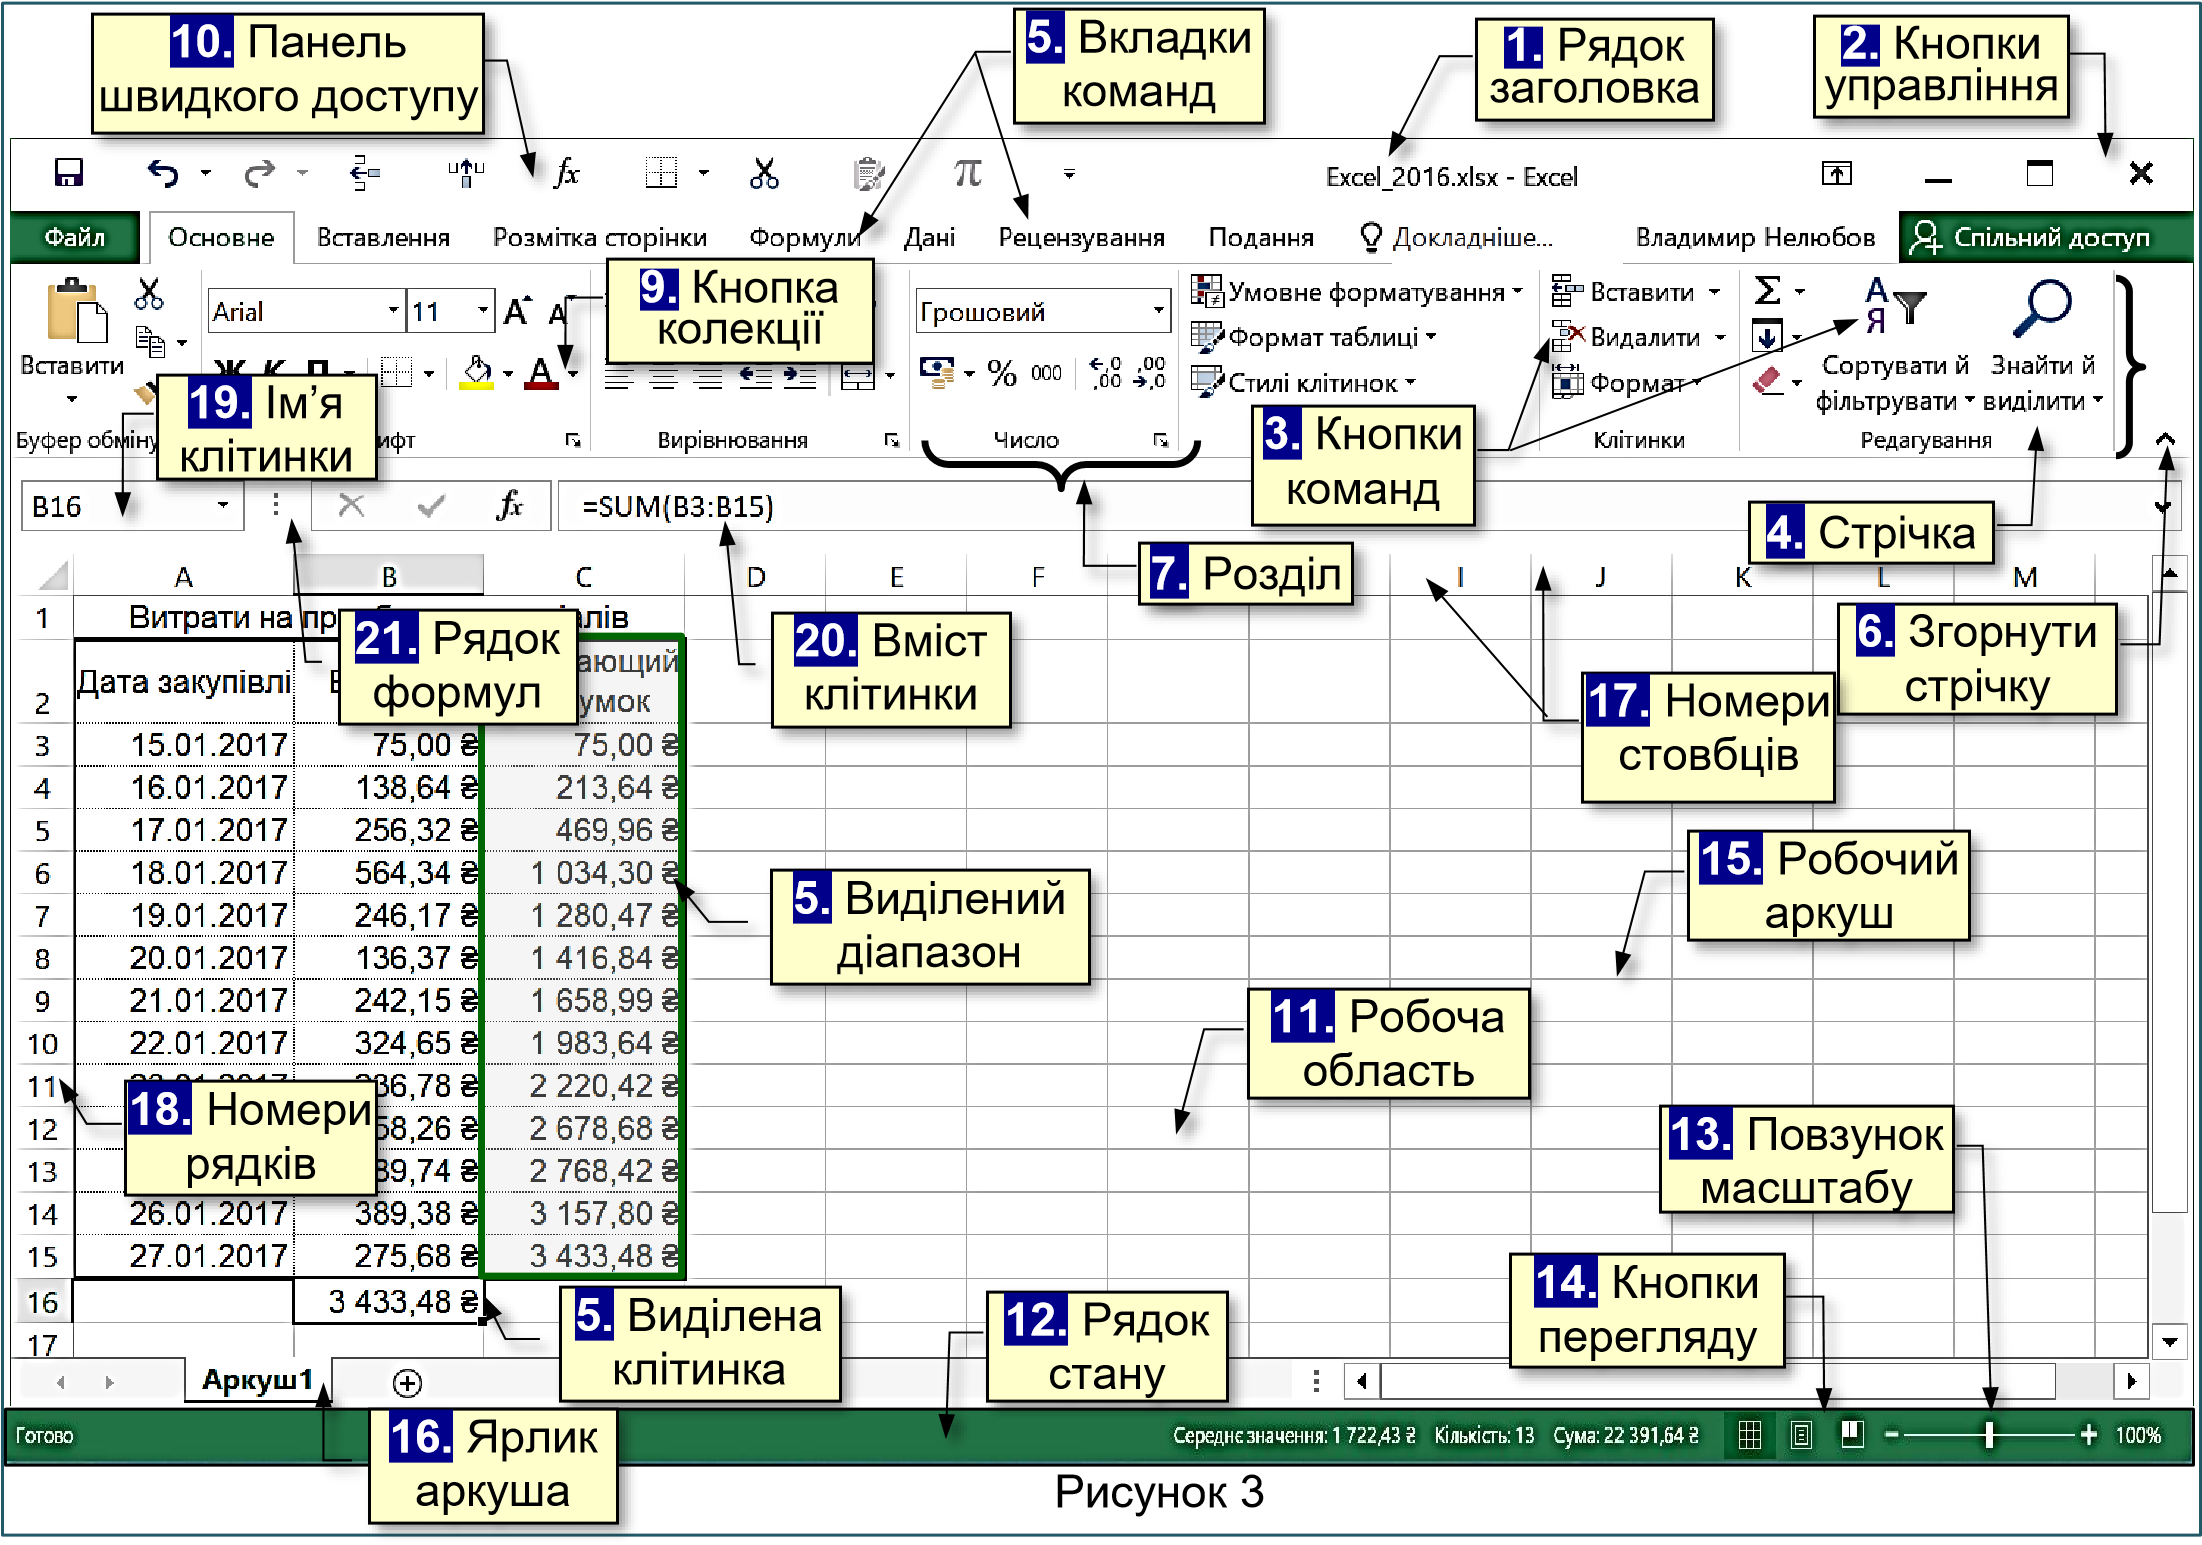 10. Панель
швидкого доступу
5. Вкладки
команд
1. Рядок
заголовка
2. Кнопки
управління
Excel_2016.xlsx - Excel
Файл Основне Вставлення Розмітка сторінки Формули Дані Рецензування Подання Докладніше... Владимир Нелюбов Спільний доступ
9. Кнопка
колекції
Arial 11
Грошовий
Умовне форматування
Формат таблиці
Стилі клітинок
Вставити
Видалити
Формат
Вставити
Ж К П
% 000
Сортувати й
фільтрувати
Знайти й
виділити
Буфер обміну
Вирівнювання
Число
Клітинки
Редагування
19. Ім’я
клітинки
3. Кнопки
команд
4. Стрічка
B16
fx
=SUM(B3:B15)
7. Розділ
A B C D E F I J K L M
1 Витрати на
21. Рядок
формул
20. Вміст
клітинки
6. Згорнути
стрічку
17. Номери
стовбців
2 Дата закупівлі
3 15.01.2017 75,00 ₴ 75,00 ₴
4 16.01.2017 138,64 ₴ 213,64 ₴
5 17.01.2017 256,32 ₴ 469,96 ₴
6 18.01.2017 564,34 ₴ 1 034,30 ₴
7 19.01.2017 246,17 ₴ 1 280,47 ₴
8 20.01.2017 136,37 ₴ 1 416,84 ₴
9 21.01.2017 242,15 ₴ 1 658,99 ₴
10 22.01.2017 324,65 ₴ 1 983,64 ₴
11 36,78 ₴ 2 220,42 ₴
12 58,26 ₴ 2 678,68 ₴
13 89,74 ₴ 2 768,42 ₴
14 26.01.2017 389,38 ₴ 3 157,80 ₴
15 27.01.2017 275,68 ₴ 3 433,48 ₴
16 3 433,48 ₴
17
5. Виділений
діапазон
15. Робочий
аркуш
11. Робоча
область
18. Номери
рядків
13. Повзунок
масштабу
14. Кнопки
перегляду
5. Виділена
клітинка
12. Рядок
стану
Аркуш1
16. Ярлик
аркуша
Готово
Середнє значення: 1 722,43 ₴ Кількість: 13 Сума: 22 391,64 ₴ 100%
Рисунок 3